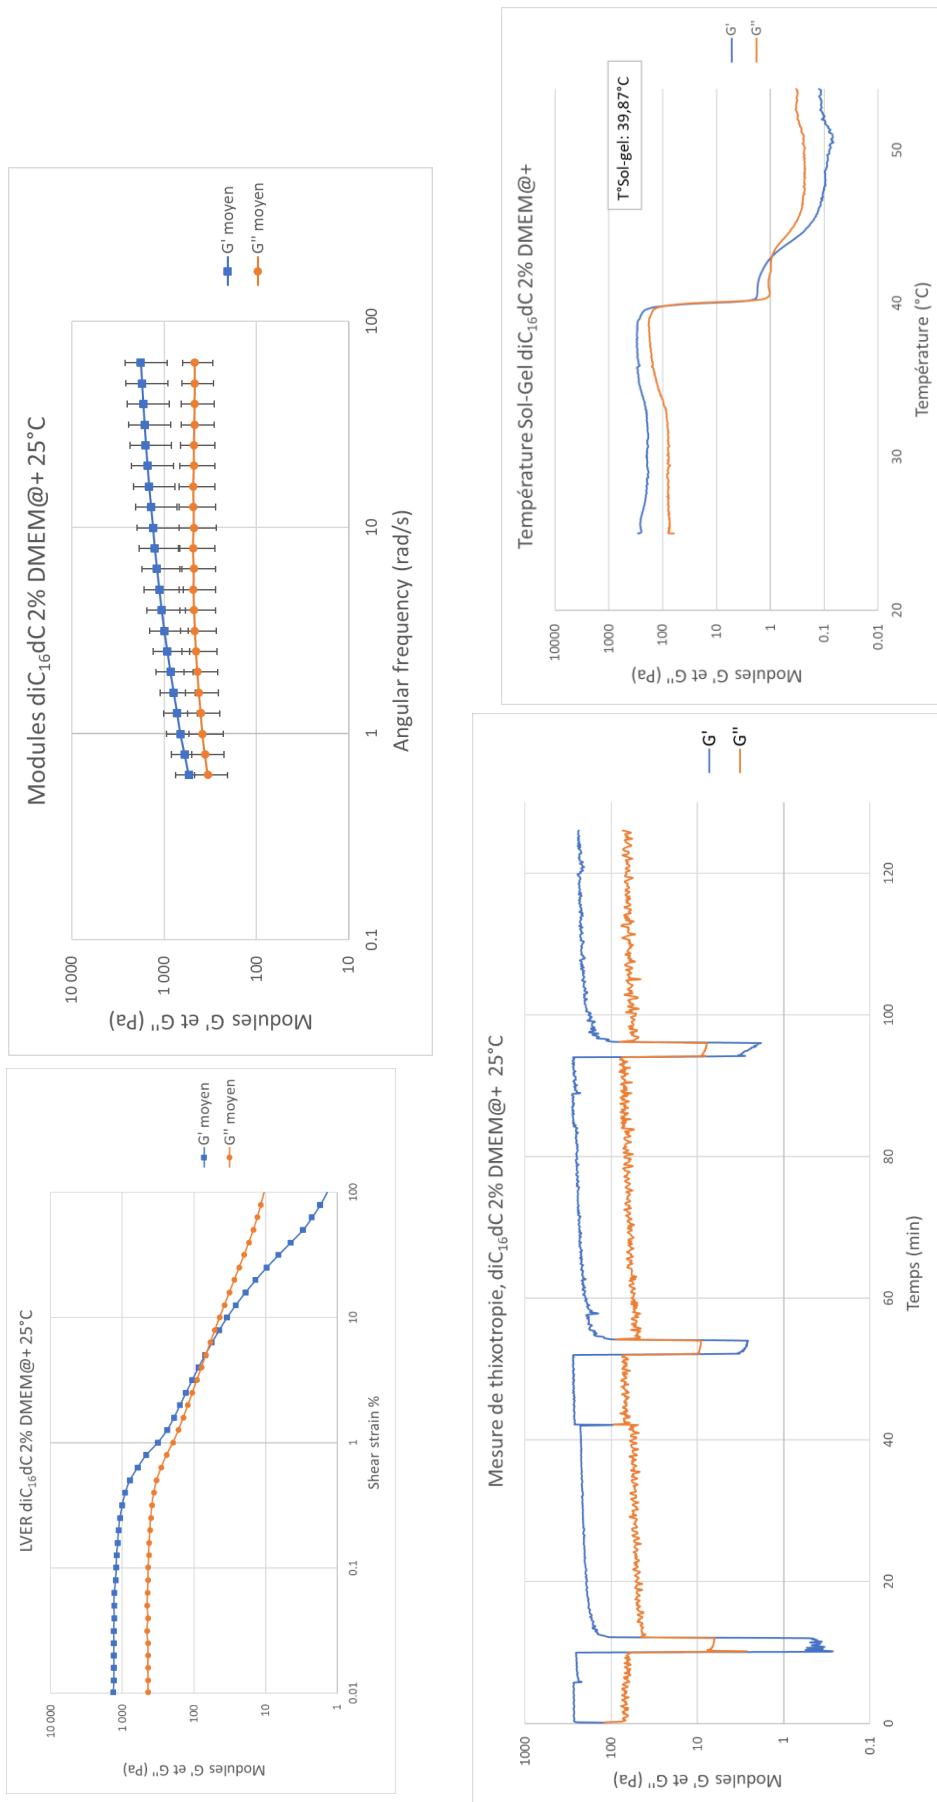 LVER diC₁₆dC 2% DMEM@+ 25°C
Modules G' et G'' (Pa)
10 000
1 000
100
10
1
0.01
0.1
1
10
100
Shear strain %
G' moyen
G'' moyen
Modules diC₁₆dC 2% DMEM@+ 25°C
Modules G' et G'' (Pa)
10 000
1 000
100
10
0.1
1
10
100
Angular frequency (rad/s)
G' moyen
G'' moyen
Mesure de thixotropie, diC₁₆dC 2% DMEM@+ 25°C
Modules G' et G'' (Pa)
1000
100
10
1
0.1
0
20
40
60
80
100
120
Temps (min)
G'
G''
Température Sol-Gel diC₁₆dC 2% DMEM@+
T°Sol-gel: 39,87°C
Modules G' et G'' (Pa)
10000
1000
100
10
1
0.1
0.01
20
30
40
50
Température (°C)
G'
G''